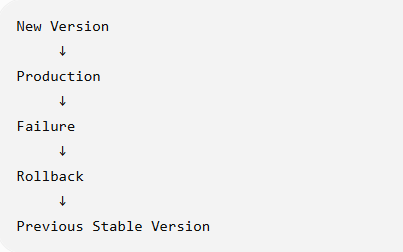 New Version
↓
Production
↓
Failure
↓
Rollback
↓
Previous Stable Version